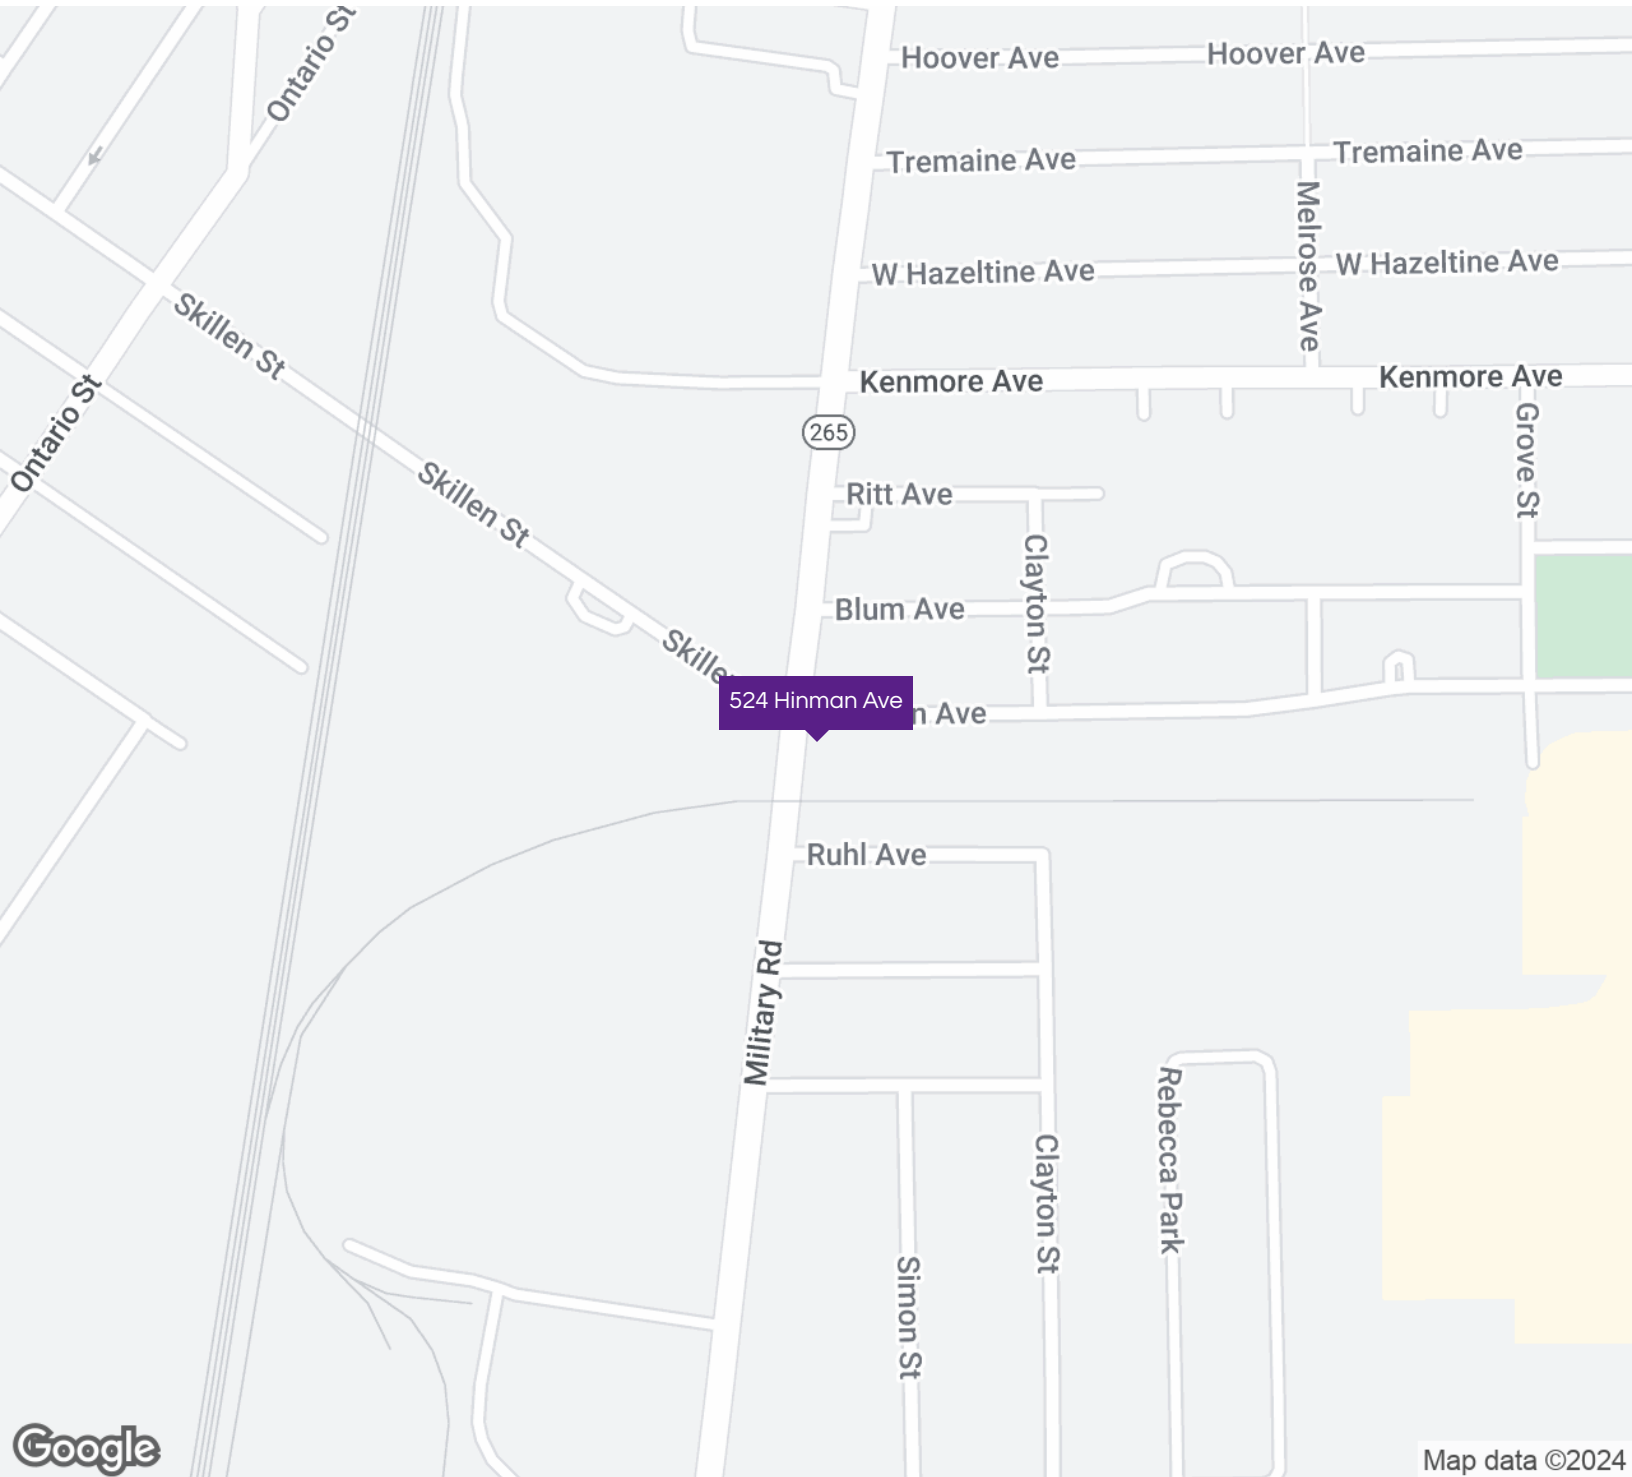 Ontario St
Hoover Ave
Hoover Ave
Tremaine Ave
Tremaine Ave
Melrose Ave
W Hazeltine Ave
W Hazeltine Ave
Skillen St
Kenmore Ave
Kenmore Ave
Ontario St
265
Grove St
Skillen St
Ritt Ave
Clayton St
Blum Ave
Skille
524 Hinman Ave
n Ave
Ruhl Ave
Military Rd
Rebecca Park
Clayton St
Simon St
Google
Map data ©2024